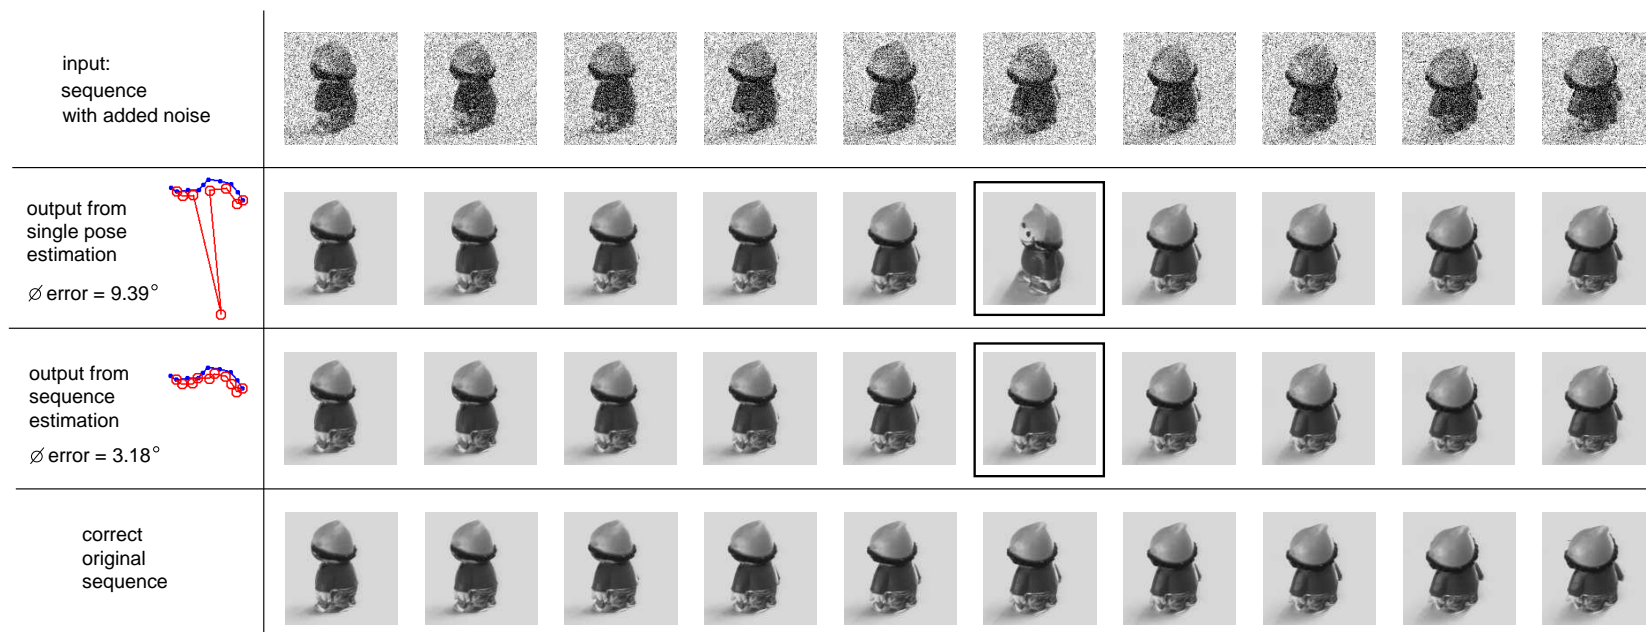 input:
sequence
with added noise
output from
single pose
estimation
∅ error = 9.39°
output from
sequence
estimation
∅ error = 3.18°
correct
original
sequence